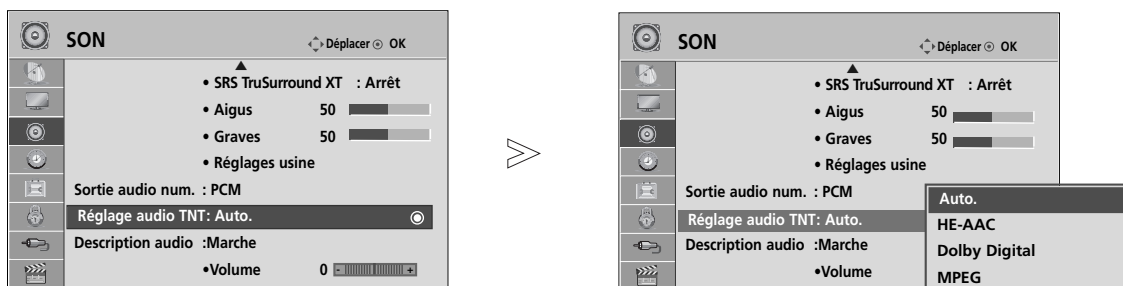 SON
Déplacer OK
• SRS TruSurround XT : Arrêt
• Aigus 50
• Graves 50
• Réglages usine
Sortie audio num. : PCM
Réglage audio TNT: Auto.
Description audio :Marche
•Volume 0 - +
SON
Déplacer OK
• SRS TruSurround XT : Arrêt
• Aigus 50
• Graves 50
• Réglages usine
Sortie audio num. : PCM
Réglage audio TNT: Auto.
Description audio :Marche
•Volume
Auto.
HE-AAC
Dolby Digital
MPEG